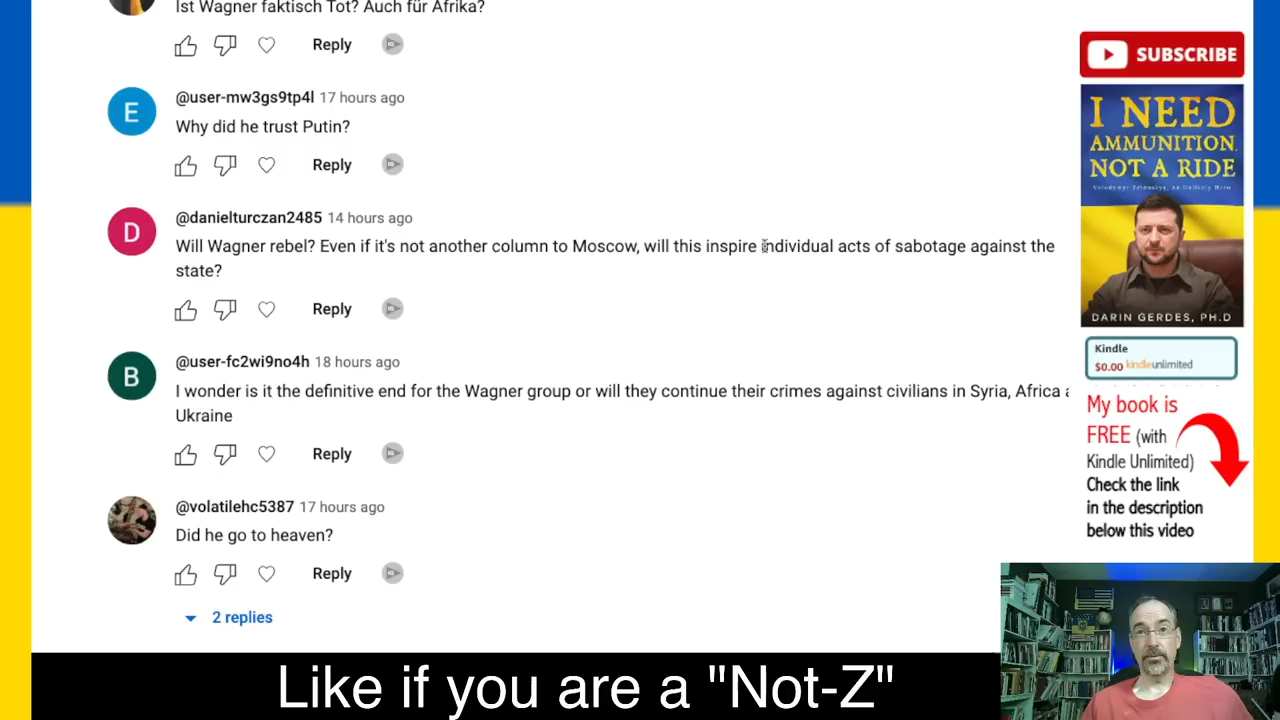 Ist Wagner faktisch Tot? Auch für Afrika?
Reply
E
@user-mw3gs9tp4l 17 hours ago
Why did he trust Putin?
Reply
D
@danielturczan2485 14 hours ago
Will Wagner rebel? Even if it's not another column to Moscow, will this inspire individual acts of sabotage against the
state?
Reply
B
@user-fc2wi9no4h 18 hours ago
I wonder is it the definitive end for the Wagner group or will they continue their crimes against civilians in Syria, Africa a
Ukraine
Reply
@volatilehc5387 17 hours ago
Did he go to heaven?
Reply
2 replies
SUBSCRIBE
I NEED
AMMUNITION,
NOT A RIDE
Volodymyr Zelenskyy, An Unlikely Hero
DARIN GERDES, PH.D
Kindle
$0.00 kindleunlimited
My book is
FREE (with
Kindle Unlimited)
Check the link
in the description
below this video
Like if you are a "Not-Z"